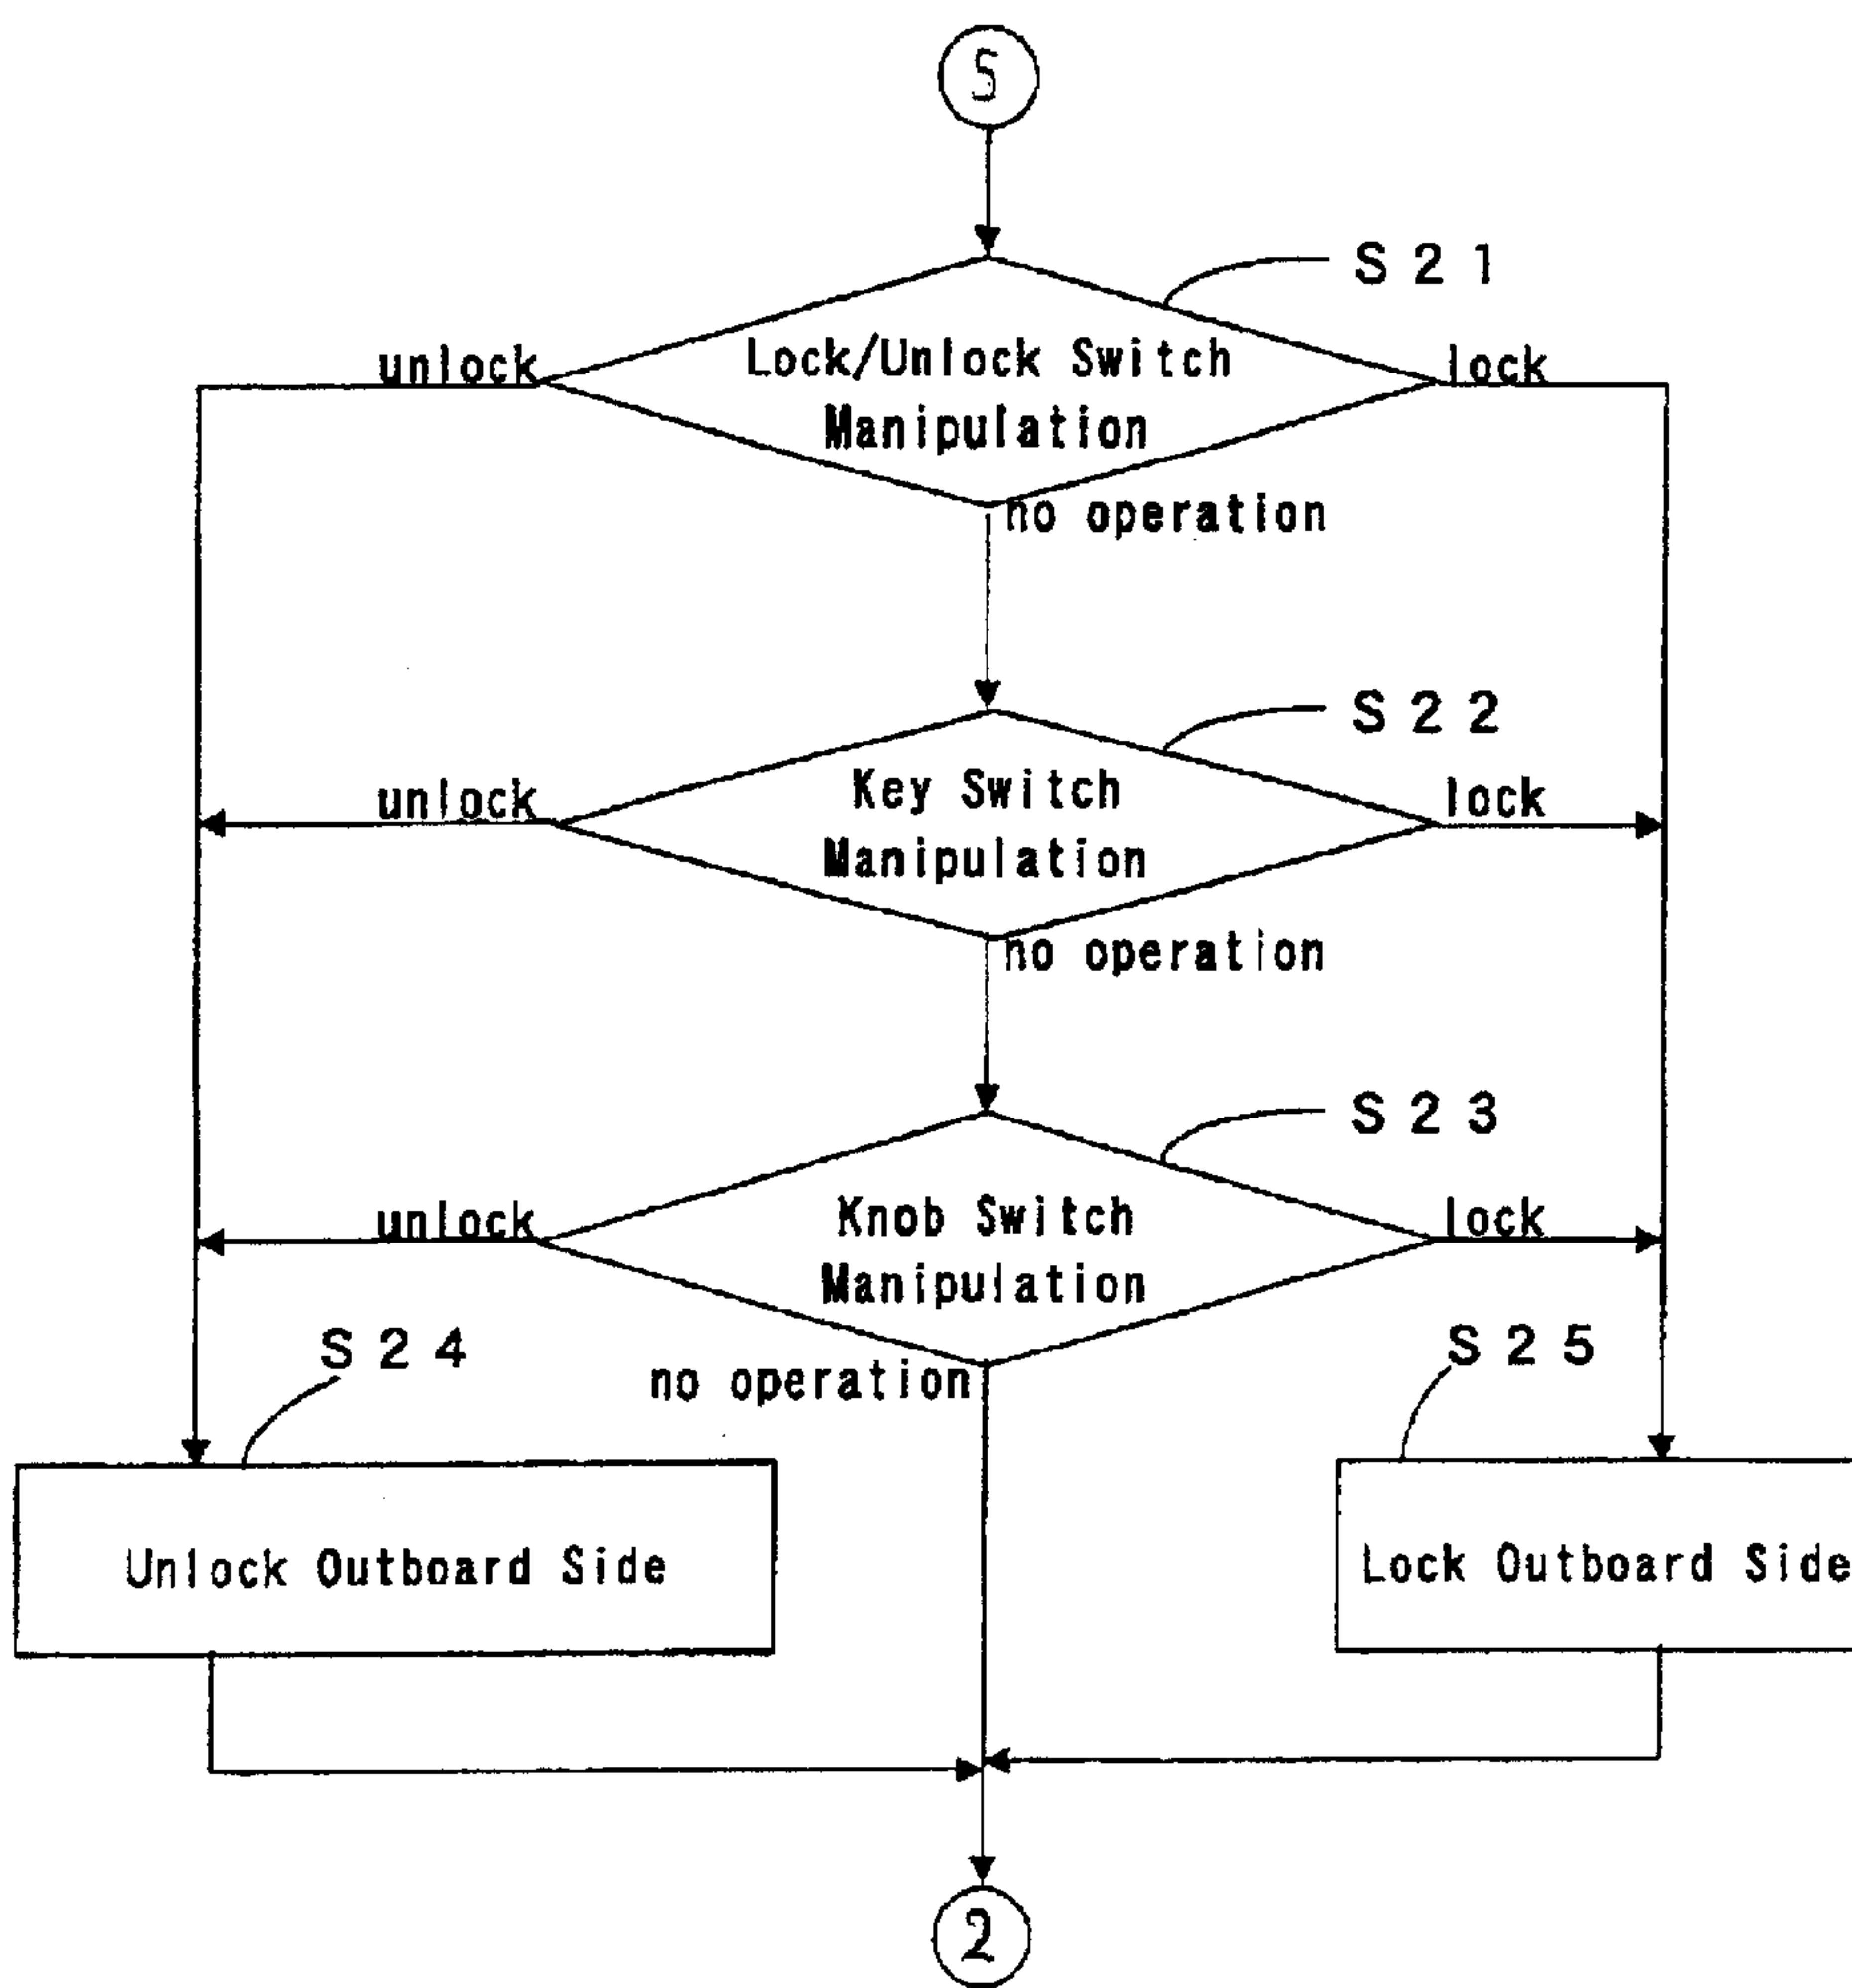 5
S21
unlock
Lock/Unlock Switch
lock
Manipulation
no operation
S22
unlock
Key Switch
lock
Manipulation
no operation
S23
unlock
Knob Switch
lock
Manipulation
S24
no operation
S25
Unlock Outboard Side
Lock Outboard Side
2